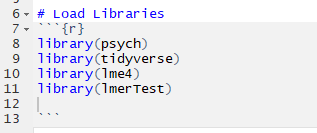 6 # Load Libraries
7 ```{r}
8 library(psych)
9 library(tidyverse)
10 library(lme4)
11 library(lmerTest)
12
13 ```